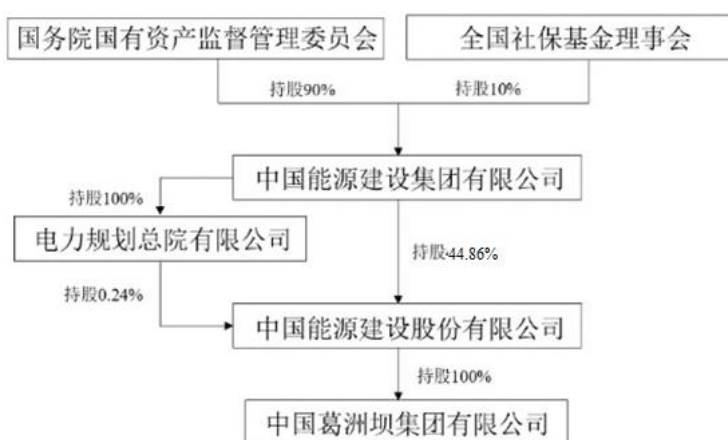 国务院国有资产监督管理委员会
全国社保基金理事会
持股90%
持股10%
中国能源建设集团有限公司
持股100%
电力规划总院有限公司
持股44.86%
持股0.24%
中国能源建设股份有限公司
持股100%
中国葛洲坝集团有限公司